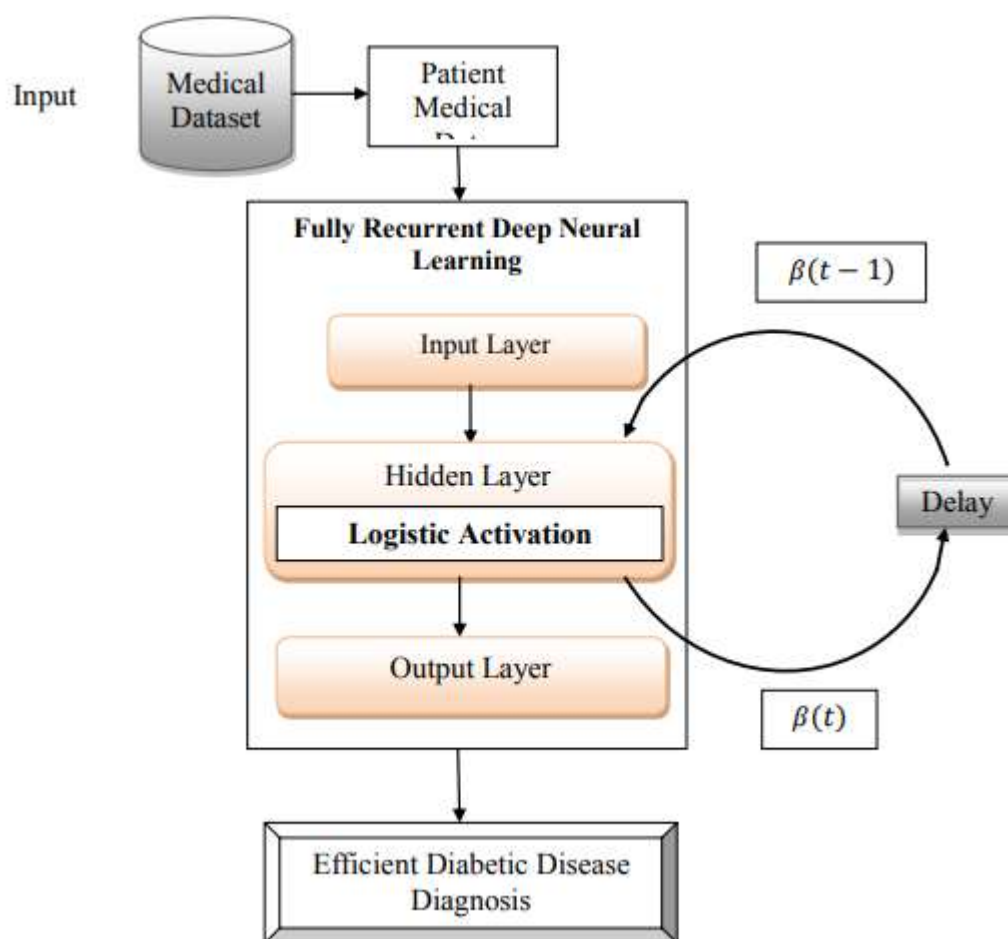 Input
Medical
Dataset
Patient
Medical
Fully Recurrent Deep Neural
Learning
β(t − 1)
Input Layer
Hidden Layer
Logistic Activation
Delay
Output Layer
β(t)
Efficient Diabetic Disease
Diagnosis